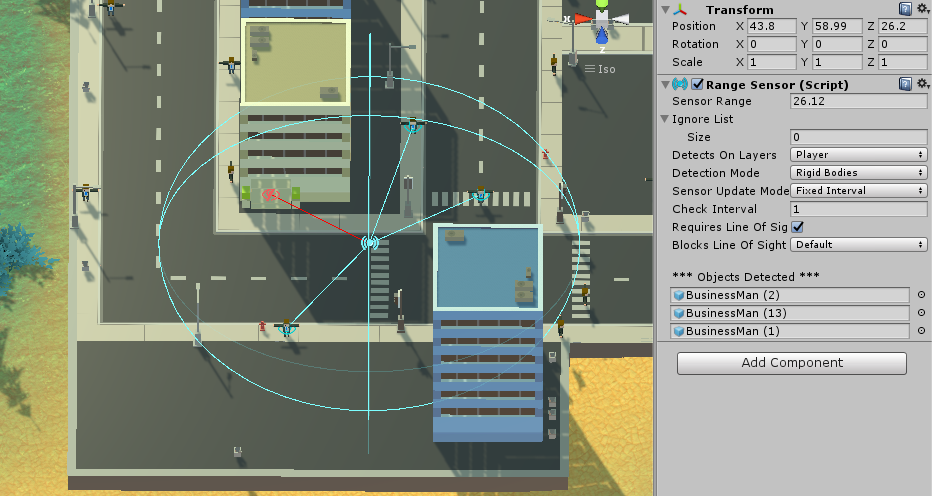 x
z
Iso
Transform
Position X 43.8 Y 58.99 Z 26.2
Rotation X 0 Y 0 Z 0
Scale X 1 Y 1 Z 1
Range Sensor (Script)
Sensor Range 26.12
Ignore List
Size 0
Detects On Layers Player
Detection Mode Rigid Bodies
Sensor Update Mode Fixed Interval
Check Interval 1
Requires Line Of Sig
Blocks Line Of Sight Default
*** Objects Detected ***
BusinessMan (2)
BusinessMan (13)
BusinessMan (1)
Add Component